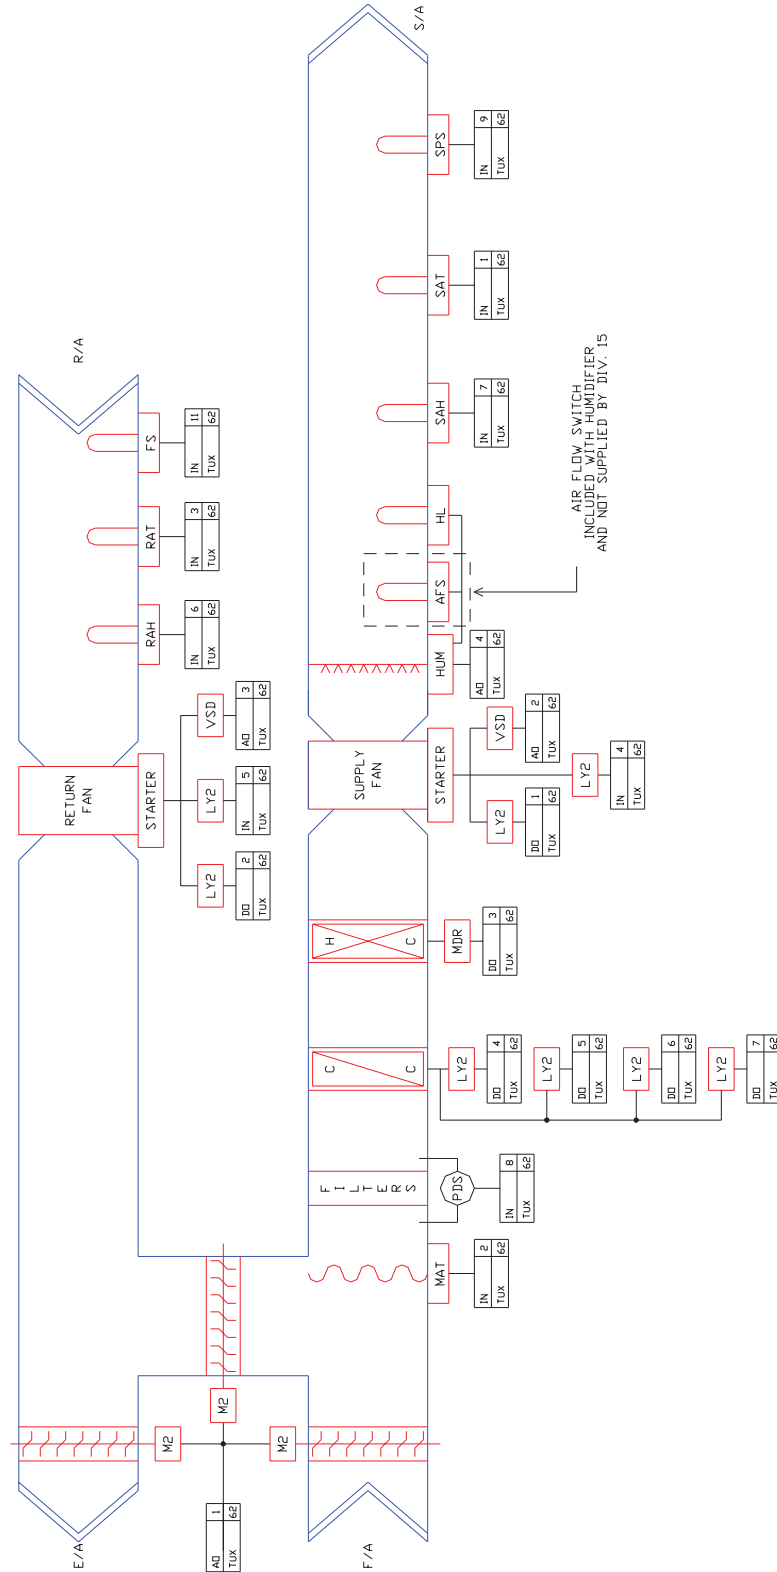 E/A
R/A
RETURN
FAN
STARTER
RAH
RAT
FS
M2
M2
M2
AO 1
TUX 62
LY2
DO 2
TUX 62
LY2
IN 5
TUX 62
VSD
AO 3
TUX 62
IN 6
TUX 62
IN 3
TUX 62
IN 11
TUX 62
F/A
FILTERS
C C
H C
SUPPLY
FAN
S/A
MAT
IN 2
TUX 62
PDS
IN 8
TUX 62
LY2
DO 4
TUX 62
LY2
DO 5
TUX 62
LY2
DO 6
TUX 62
LY2
DO 7
TUX 62
MDR
DO 3
TUX 62
STARTER
LY2
DO 1
TUX 62
VSD
AO 2
TUX 62
LY2
IN 4
TUX 62
HUM
AO 4
TUX 62
AFS
HL
SAH
IN 7
TUX 62
SAT
IN 1
TUX 62
SPS
IN 9
TUX 62
AIR FLOW SWITCH
INCLUDED WITH HUMIDIFIER
AND NOT SUPPLIED BY DIV. 15